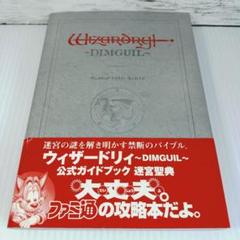 Wizardry
~DIMGUIL~
迷宮の謎を解き明かす禁断のバイブル。
ウィザードリィ~DIMGUIL~
公式ガイドブック 迷宮聖典
大丈夫。
ファミ通の攻略本だよ。